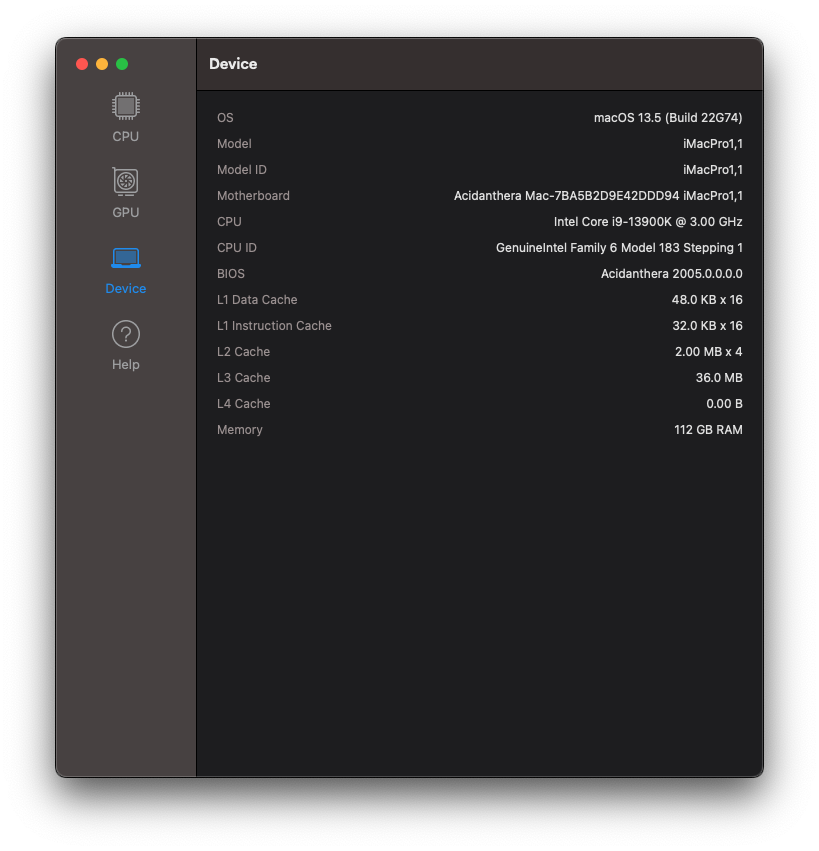 Device
CPU
GPU
Device
Help
OS macOS 13.5 (Build 22G74)
Model iMacPro1,1
Model ID iMacPro1,1
Motherboard Acidanthera Mac-7BA5B2D9E42DDD94 iMacPro1,1
CPU Intel Core i9-13900K @ 3.00 GHz
CPU ID GenuineIntel Family 6 Model 183 Stepping 1
BIOS Acidanthera 2005.0.0.0.0
L1 Data Cache 48.0 KB x 16
L1 Instruction Cache 32.0 KB x 16
L2 Cache 2.00 MB x 4
L3 Cache 36.0 MB
L4 Cache 0.00 B
Memory 112 GB RAM